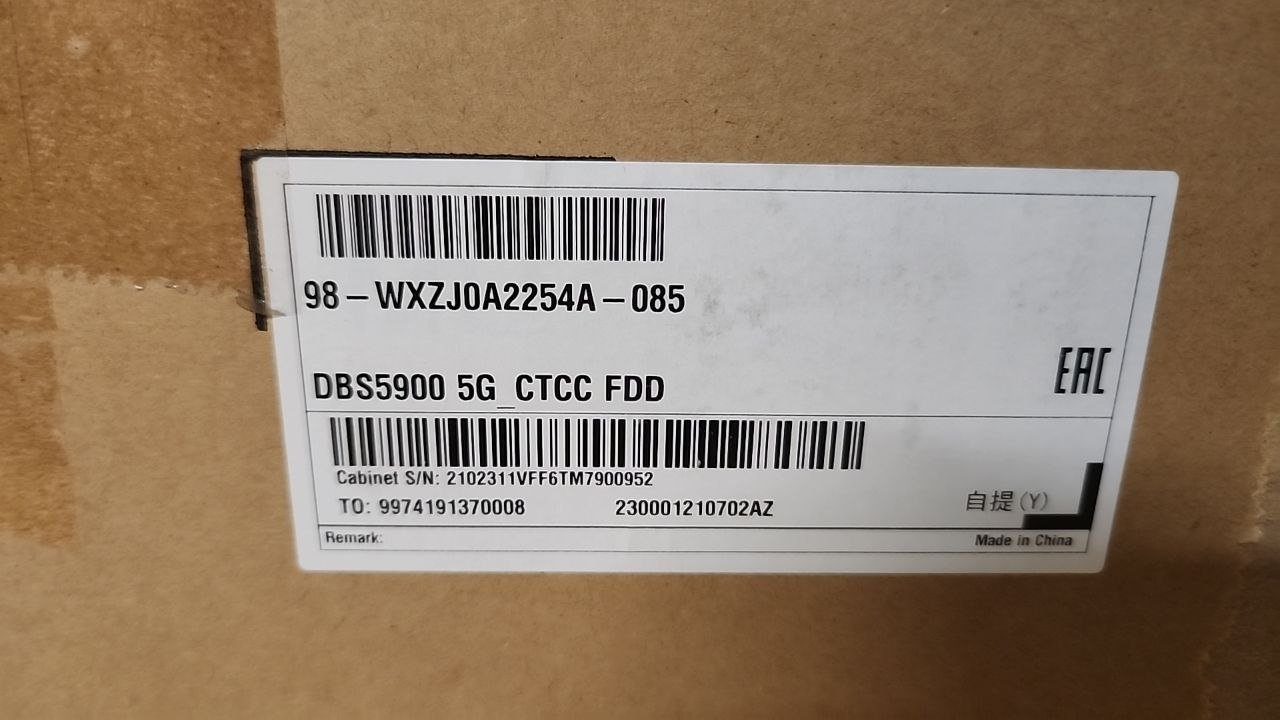 98-WXZJ0A2254A-085
DBS5900 5G_CTCC FDD
EAC
Cabinet S/N: 2102311VFF6TM7900952
TO: 9974191370008 230001210702AZ 自提(Y)
Remark: Made in China